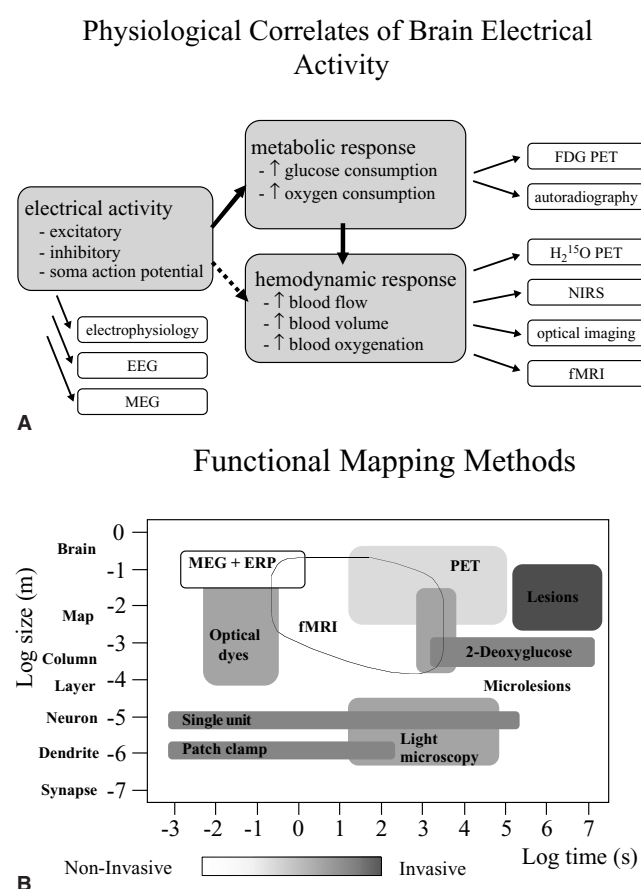 Physiological Correlates of Brain Electrical
Activity
metabolic response
- ↑ glucose consumption
- ↑ oxygen consumption
FDG PET
autoradiography
electrical activity
- excitatory
- inhibitory
- soma action potential
hemodynamic response
- ↑ blood flow
- ↑ blood volume
- ↑ blood oxygenation
H₂¹⁵O PET
NIRS
optical imaging
fMRI
electrophysiology
EEG
MEG
A
Functional Mapping Methods
Log size (m)
Brain
Map
Column
Layer
Neuron
Dendrite
Synapse
0
-1
-2
-3
-4
-5
-6
-7
MEG + ERP
PET
Lesions
Optical
dyes
fMRI
2-Deoxyglucose
Microlesions
Single unit
Patch clamp
Light
microscopy
-3 -2 -1 0 1 2 3 4 5 6 7
Log time (s)
Non-Invasive Invasive
B